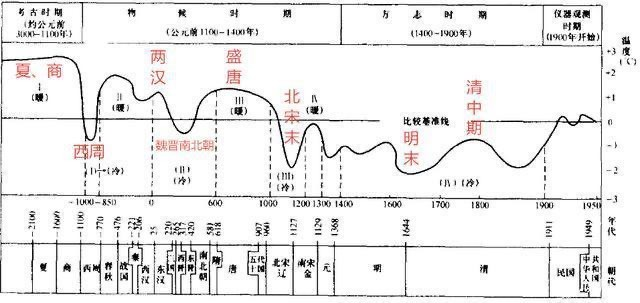 考古时期
(约公元前
3000-1100年)
物候时期
(公元前1100-1400年)
方志时期
(1400-1900年)
仪器观测
时期
(1900年开始)
温度
(℃)
+3
+2
+1
0
-1
-2
-3
夏、商
I
(暖)
西周
(I)
(冷)
II
(暖)
两汉
魏晋南北朝
(II)
(冷)
盛唐
III
(暖)
北宋末
(III)
(冷)
IV
(暖)
比较基准线
明末
清中期
(IV)(冷)
-1000
-850
0
600
1000
1200
1300
1400
1700
1800
1900
1950
年代
-2100
-1600
-1100
-770
-476
-221
-206
25
220
317
420
581
618
907
960
1127
1368
1644
1911
1949
朝代
夏
商
西周
春秋
战国
秦
西汉
东汉
三国
西晋
东晋
南北朝
隋
唐
五代十国
北宋
辽
南宋
金
元
明
清
民国
中华人民共和国